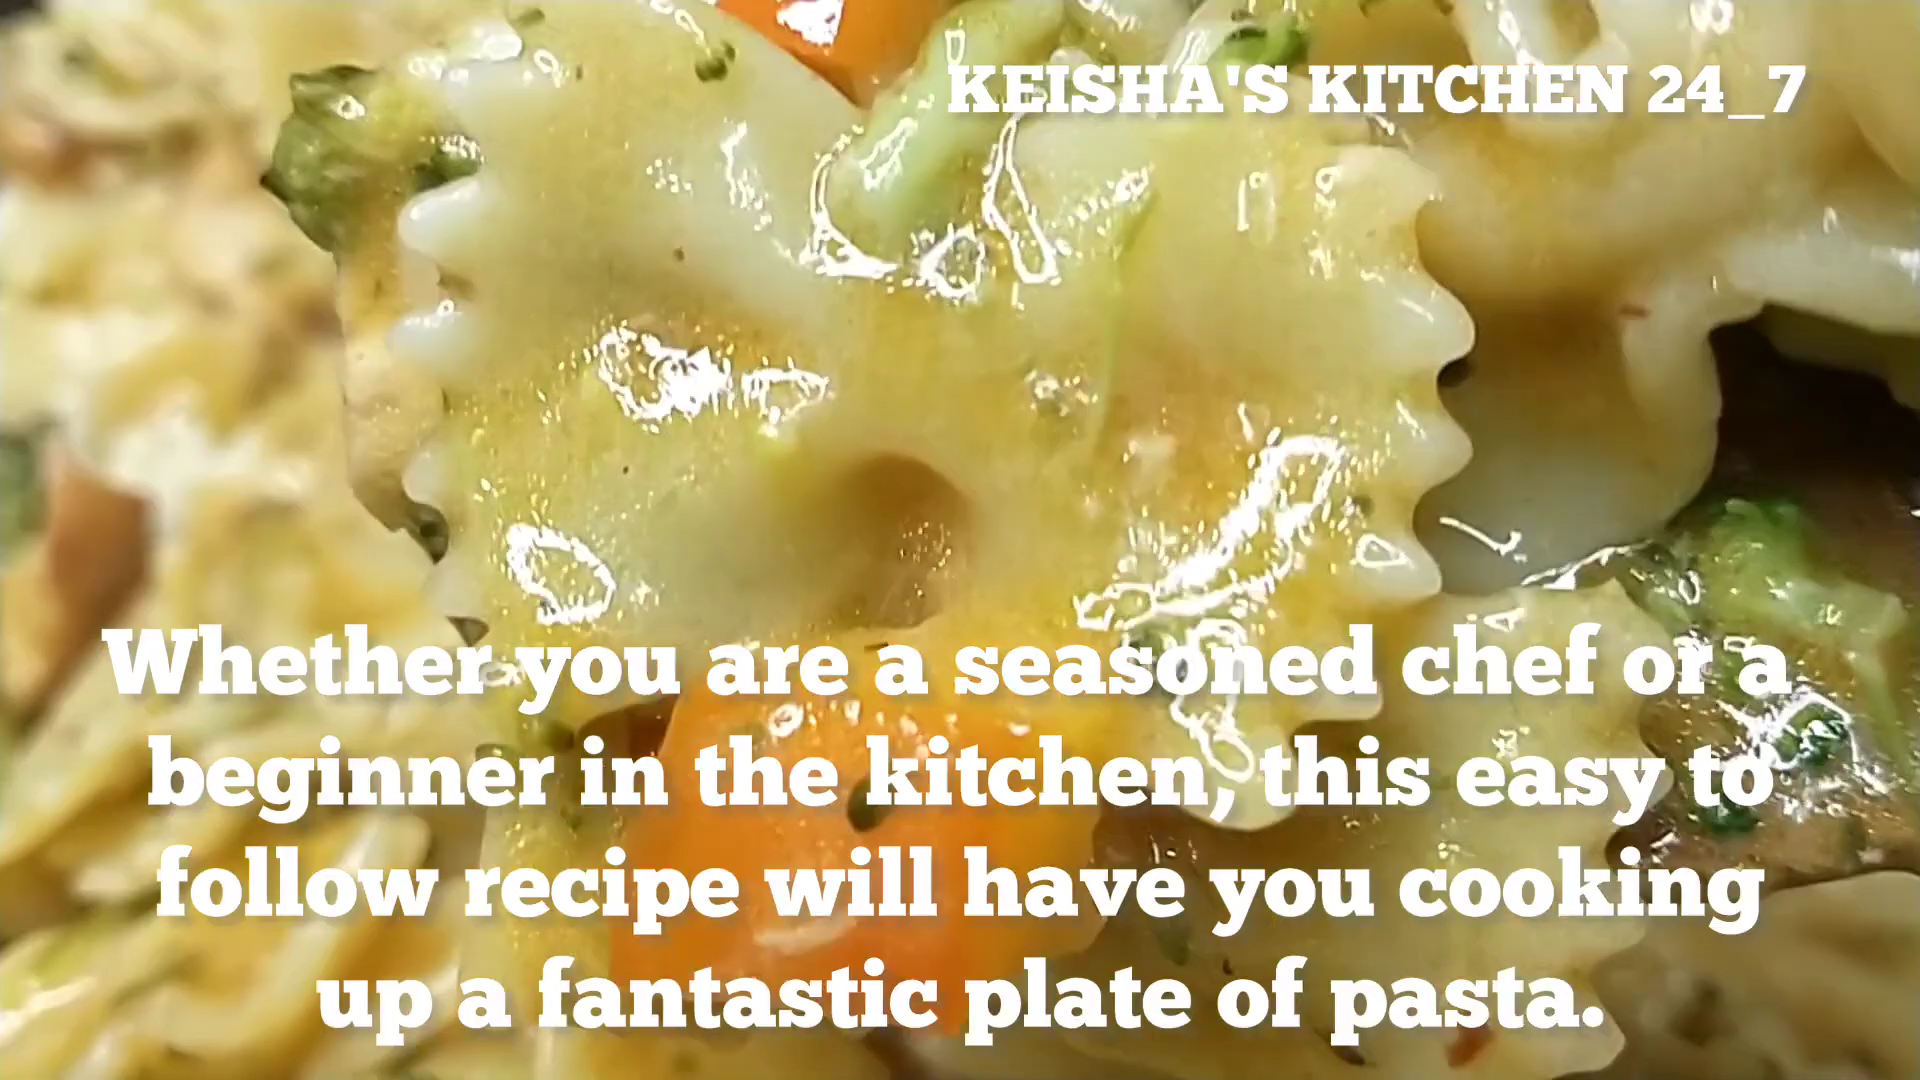 KEISHA'S KITCHEN 24_7
Whether you are a seasoned chef or a
beginner in the kitchen, this easy to
follow recipe will have you cooking
up a fantastic plate of pasta.